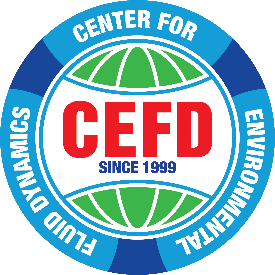 CENTER FOR
ENVIRONMENTAL
FLUID DYNAMICS
CEFD
SINCE 1999